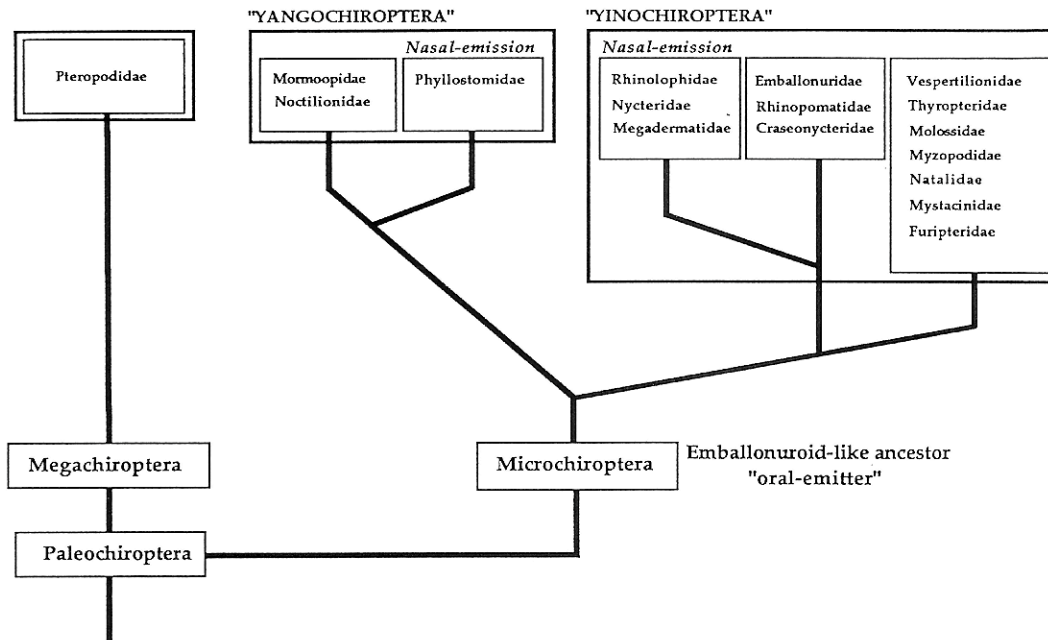 "YANGOCHIROPTERA"
"YINOCHIROPTERA"
Pteropodidae
Nasal-emission
Mormoopidae
Noctilionidae
Phyllostomidae
Nasal-emission
Rhinolophidae
Nycteridae
Megadermatidae
Emballonuridae
Rhinopomatidae
Craseonycteridae
Vespertilionidae
Thyropteridae
Molossidae
Myzopodidae
Natalidae
Mystacinidae
Furipteridae
Megachiroptera
Microchiroptera
Emballonuroid-like ancestor
"oral-emitter"
Paleochiroptera